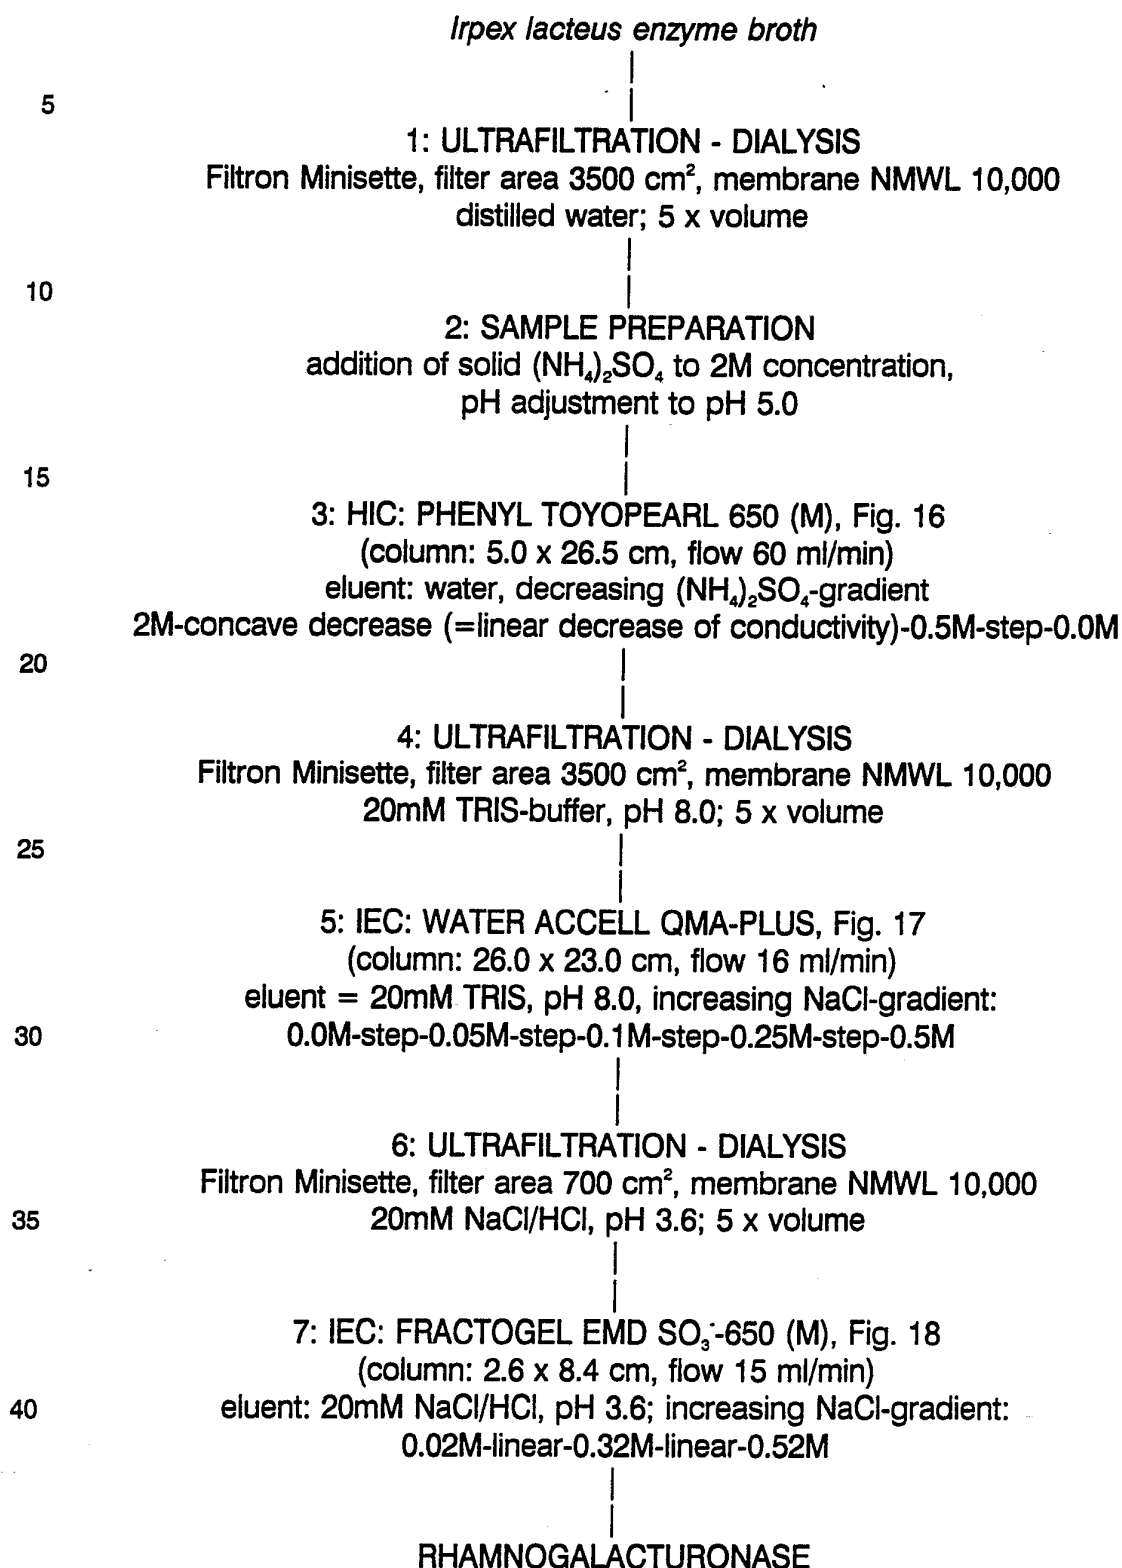 Irpex lacteus enzyme broth
5
1: ULTRAFILTRATION - DIALYSIS
Filtron Minisette, filter area 3500 cm², membrane NMWL 10,000
distilled water; 5 x volume
10
2: SAMPLE PREPARATION
addition of solid (NH₄)₂SO₄ to 2M concentration,
pH adjustment to pH 5.0
15
3: HIC: PHENYL TOYOPEARL 650 (M), Fig. 16
(column: 5.0 x 26.5 cm, flow 60 ml/min)
eluent: water, decreasing (NH₄)₂SO₄-gradient
2M-concave decrease (=linear decrease of conductivity)-0.5M-step-0.0M
20
4: ULTRAFILTRATION - DIALYSIS
Filtron Minisette, filter area 3500 cm², membrane NMWL 10,000
20mM TRIS-buffer, pH 8.0; 5 x volume
25
5: IEC: WATER ACCELL QMA-PLUS, Fig. 17
(column: 26.0 x 23.0 cm, flow 16 ml/min)
eluent = 20mM TRIS, pH 8.0, increasing NaCl-gradient:
30 0.0M-step-0.05M-step-0.1M-step-0.25M-step-0.5M
6: ULTRAFILTRATION - DIALYSIS
Filtron Minisette, filter area 700 cm², membrane NMWL 10,000
35 20mM NaCl/HCl, pH 3.6; 5 x volume
7: IEC: FRACTOGEL EMD SO₃⁻-650 (M), Fig. 18
(column: 2.6 x 8.4 cm, flow 15 ml/min)
40 eluent: 20mM NaCl/HCl, pH 3.6; increasing NaCl-gradient:
0.02M-linear-0.32M-linear-0.52M
RHAMNOGALACTURONASE